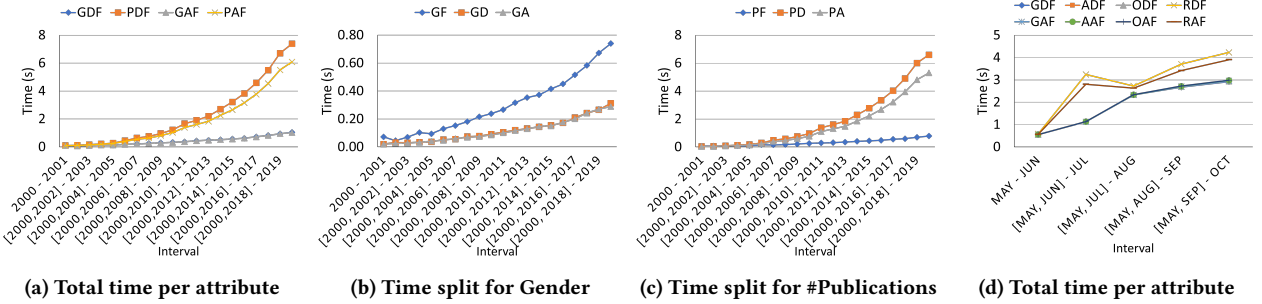 GDF PDF GAF PAF
8
6
4
2
0
Time (s)
2000 - 2001
[2000, 2002] - 2003
[2000, 2004] - 2005
[2000, 2006] - 2007
[2000, 2008] - 2009
[2000, 2010] - 2011
[2000, 2012] - 2013
[2000, 2014] - 2015
[2000, 2016] - 2017
[2000, 2018] - 2019
Interval
(a) Total time per attribute
GF GD GA
0.80
0.60
0.40
0.20
0.00
Time (s)
2000 - 2001
[2000, 2002] - 2003
[2000, 2004] - 2005
[2000, 2006] - 2007
[2000, 2008] - 2009
[2000, 2010] - 2011
[2000, 2012] - 2013
[2000, 2014] - 2015
[2000, 2016] - 2017
[2000, 2018] - 2019
Interval
(b) Time split for Gender
PF PD PA
8
6
4
2
0
Time (s)
2000 - 2001
[2000, 2002] - 2003
[2000, 2004] - 2005
[2000, 2006] - 2007
[2000, 2008] - 2009
[2000, 2010] - 2011
[2000, 2012] - 2013
[2000, 2014] - 2015
[2000, 2016] - 2017
[2000, 2018] - 2019
Interval
(c) Time split for #Publications
GDF ADF ODF RDF
GAF AAF OAF RAF
5
4
3
2
1
0
Time (s)
MAY - JUN
[MAY, JUN] - JUL
[MAY, JUL] - AUG
[MAY, AUG] - SEP
[MAY, SEP] - OCT
Interval
(d) Total time per attribute